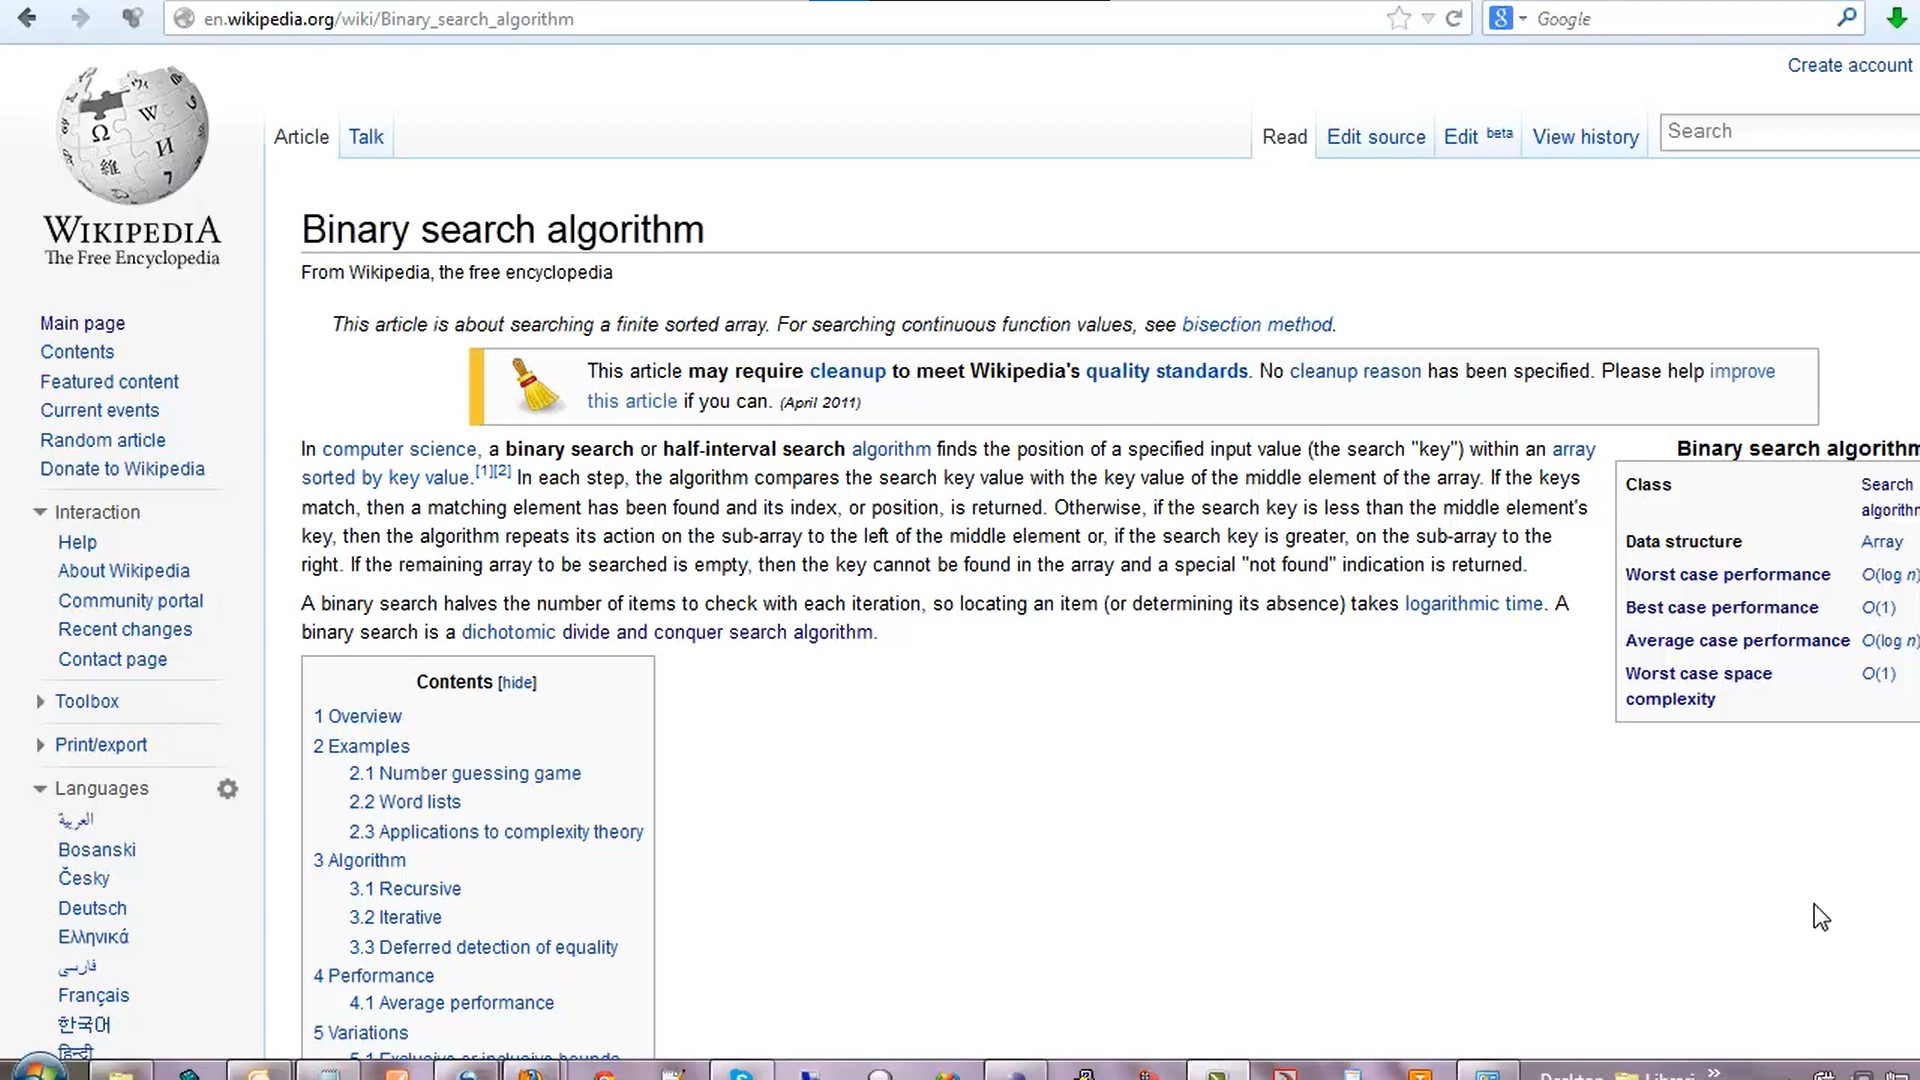 en.wikipedia.org/wiki/Binary_search_algorithm
Google
Create account
Article
Talk
Read
Edit source
Edit beta
View history
Search
WIKIPEDIA
The Free Encyclopedia
Main page
Contents
Featured content
Current events
Random article
Donate to Wikipedia
Interaction
Help
About Wikipedia
Community portal
Recent changes
Contact page
Toolbox
Print/export
Languages
العربية
Bosanski
Česky
Deutsch
Ελληνικά
فارسی
Français
한국어
हिन्दी
Binary search algorithm
From Wikipedia, the free encyclopedia
This article is about searching a finite sorted array. For searching continuous function values, see bisection method.
This article may require cleanup to meet Wikipedia's quality standards. No cleanup reason has been specified. Please help improve
this article if you can. (April 2011)
In computer science, a binary search or half-interval search algorithm finds the position of a specified input value (the search "key") within an array
sorted by key value.[1][2] In each step, the algorithm compares the search key value with the key value of the middle element of the array. If the keys
match, then a matching element has been found and its index, or position, is returned. Otherwise, if the search key is less than the middle element's
key, then the algorithm repeats its action on the sub-array to the left of the middle element or, if the search key is greater, on the sub-array to the
right. If the remaining array to be searched is empty, then the key cannot be found in the array and a special "not found" indication is returned.
A binary search halves the number of items to check with each iteration, so locating an item (or determining its absence) takes logarithmic time. A
binary search is a dichotomic divide and conquer search algorithm.
Binary search algorithm
Class Search
algorithm
Data structure Array
Worst case performance O(log n)
Best case performance O(1)
Average case performance O(log n)
Worst case space O(1)
complexity
Contents [hide]
1 Overview
2 Examples
2.1 Number guessing game
2.2 Word lists
2.3 Applications to complexity theory
3 Algorithm
3.1 Recursive
3.2 Iterative
3.3 Deferred detection of equality
4 Performance
4.1 Average performance
5 Variations
5.1 Exclusive or inclusive bounds
Desktop
Librari